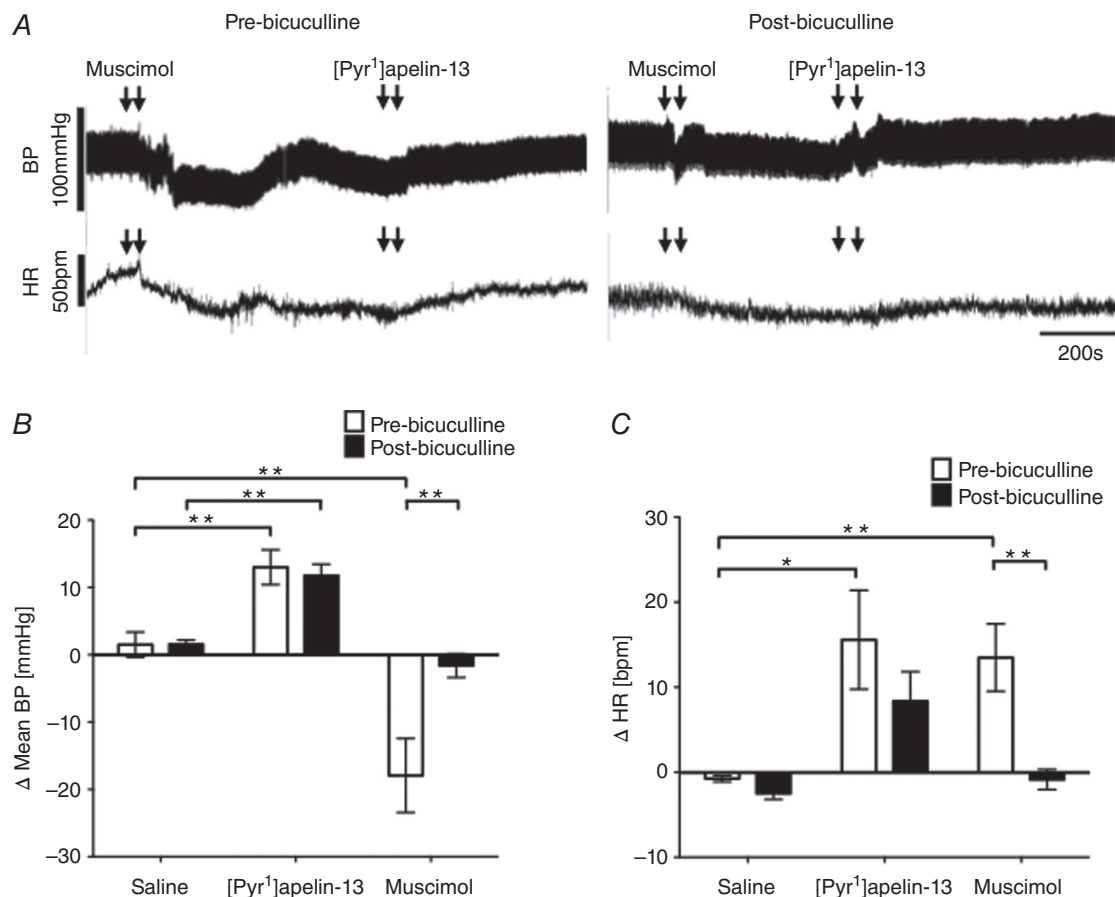 A
Pre-bicuculline
Post-bicuculline
Muscimol
[Pyr¹]apelin-13
Muscimol
[Pyr¹]apelin-13
BP
100mmHg
HR
50bpm
200s
B
Pre-bicuculline
Post-bicuculline
**
**
**
**
Δ Mean BP [mmHg]
20
10
0
–10
–20
–30
Saline
[Pyr¹]apelin-13
Muscimol
C
Pre-bicuculline
Post-bicuculline
**
*
**
Δ HR [bpm]
30
20
10
0
–10
Saline
[Pyr¹]apelin-13
Muscimol